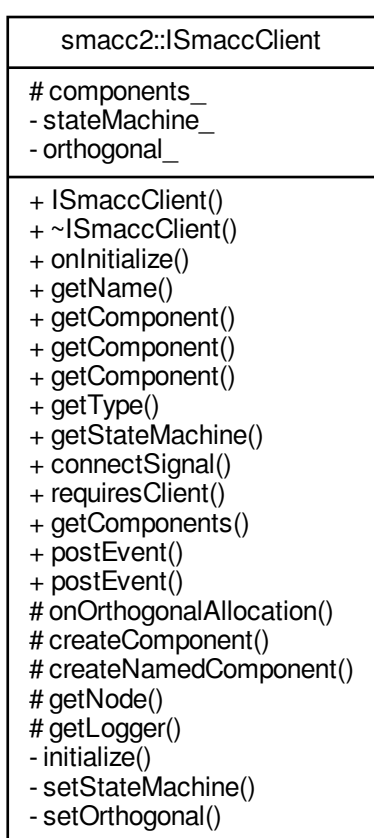 smacc2::ISmaccClient
# components_
- stateMachine_
- orthogonal_
+ ISmaccClient()
+ ~ISmaccClient()
+ onInitialize()
+ getName()
+ getComponent()
+ getComponent()
+ getComponent()
+ getType()
+ getStateMachine()
+ connectSignal()
+ requiresClient()
+ getComponents()
+ postEvent()
+ postEvent()
# onOrthogonalAllocation()
# createComponent()
# createNamedComponent()
# getNode()
# getLogger()
- initialize()
- setStateMachine()
- setOrthogonal()